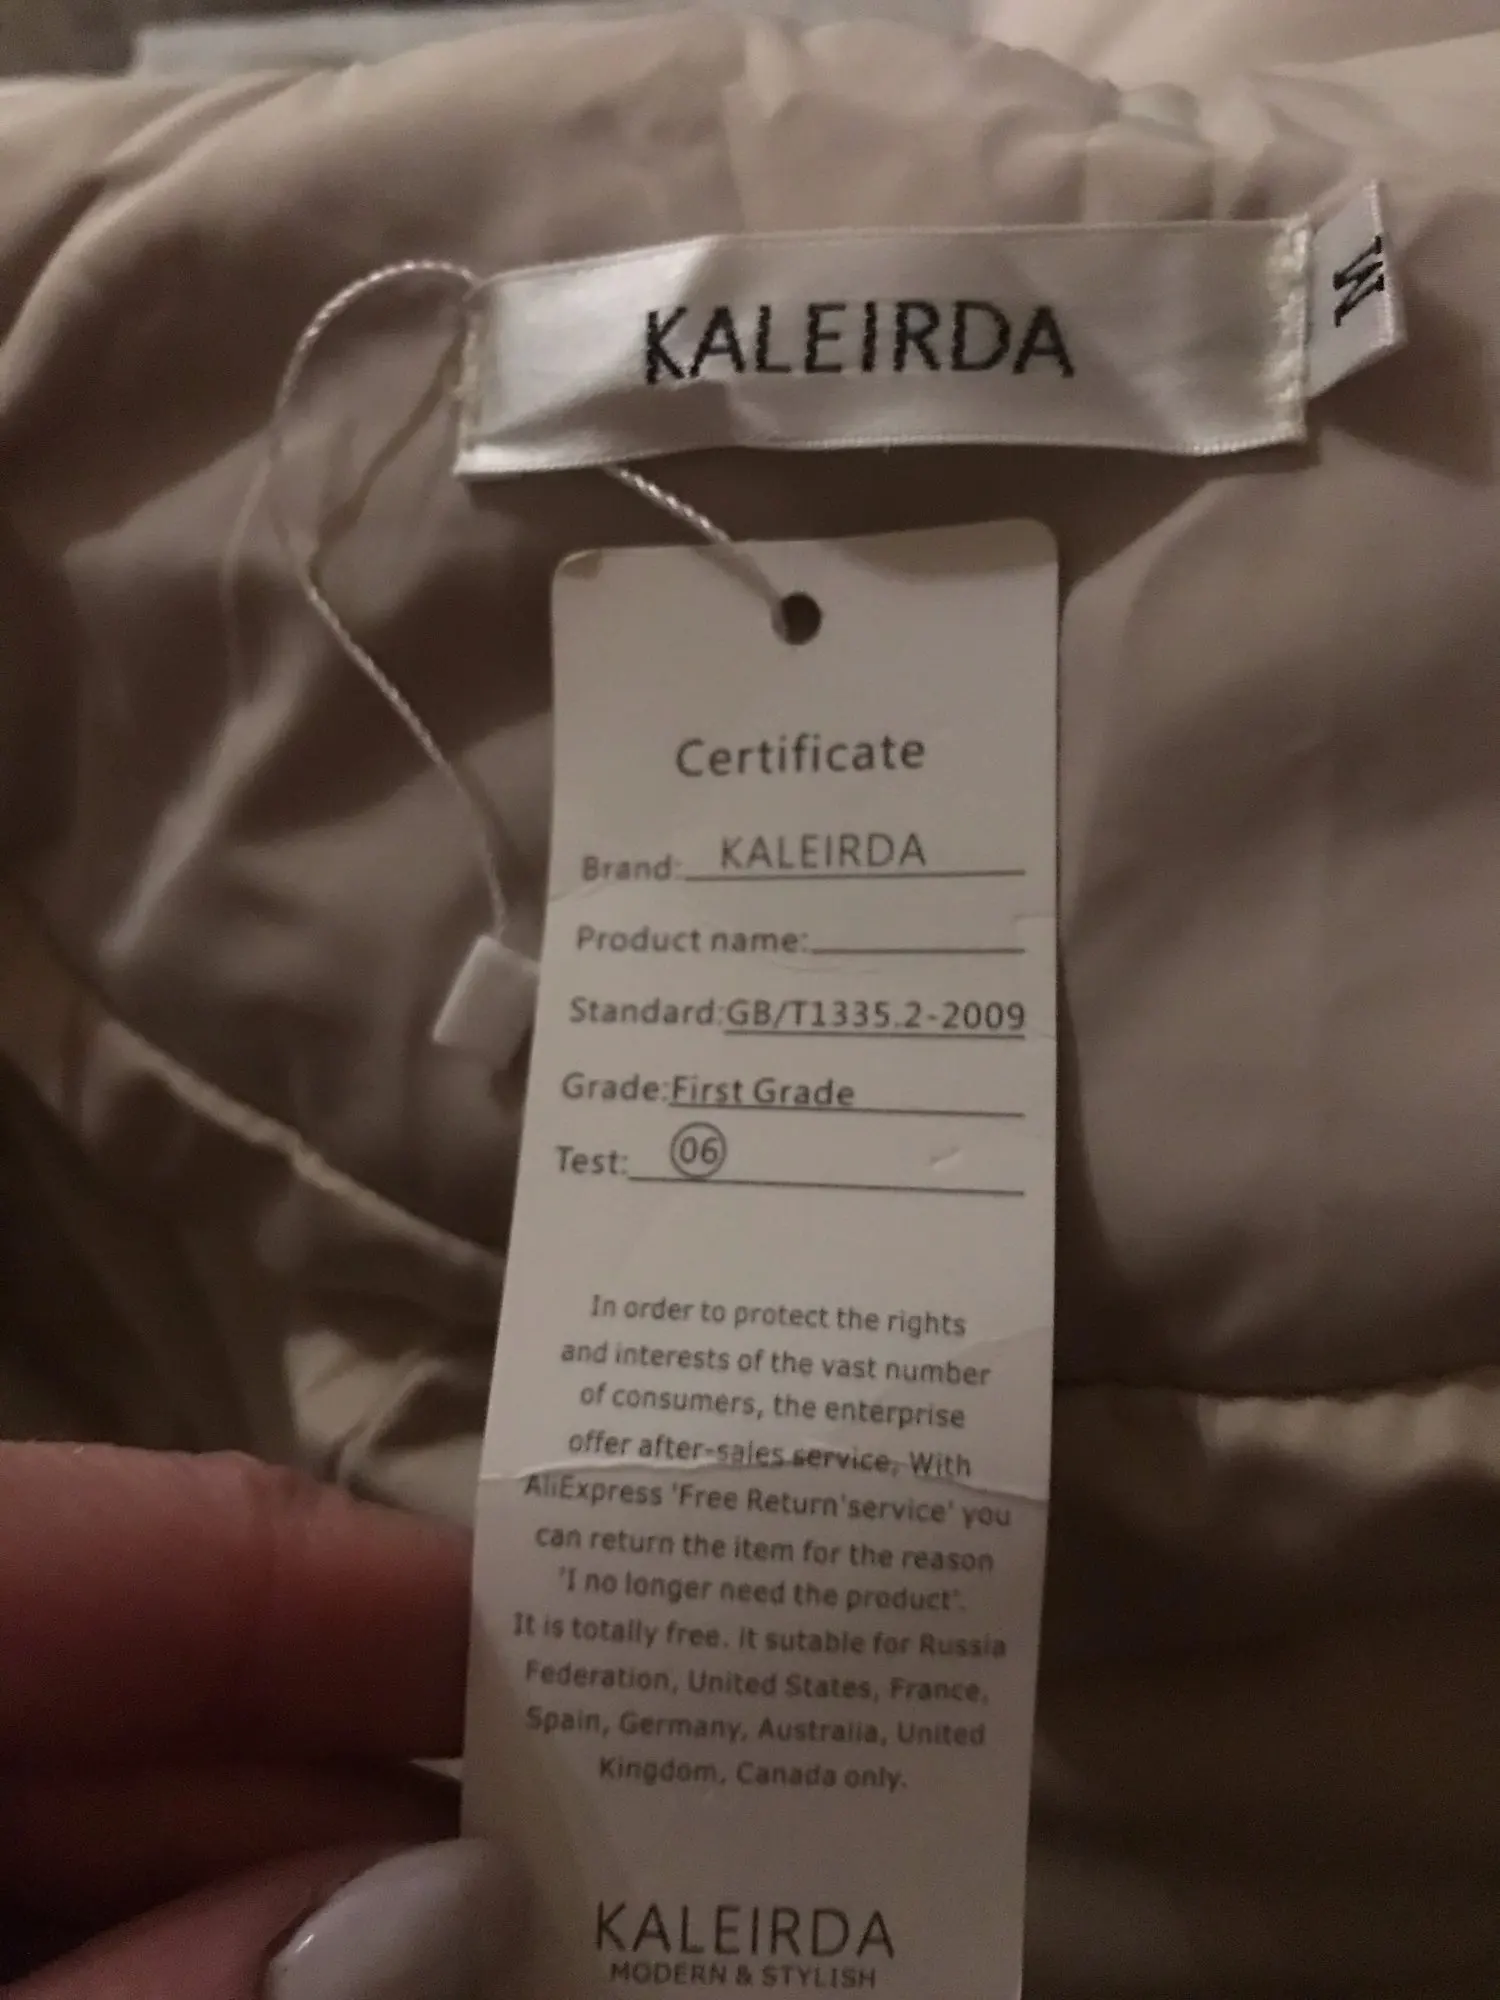 KALEIRDA
M
Certificate
Brand: KALEIRDA
Product name:
Standard:GB/T1335.2-2009
Grade:First Grade
Test: 06
In order to protect the rights
and interests of the vast number
of consumers, the enterprise
offer after-sales service, With
AliExpress 'Free Return'service' you
can return the item for the reason
'I no longer need the product'.
It is totally free. it sutable for Russia
Federation, United States, France,
Spain, Germany, Australia, United
Kingdom, Canada only.
KALEIRDA
MODERN & STYLISH